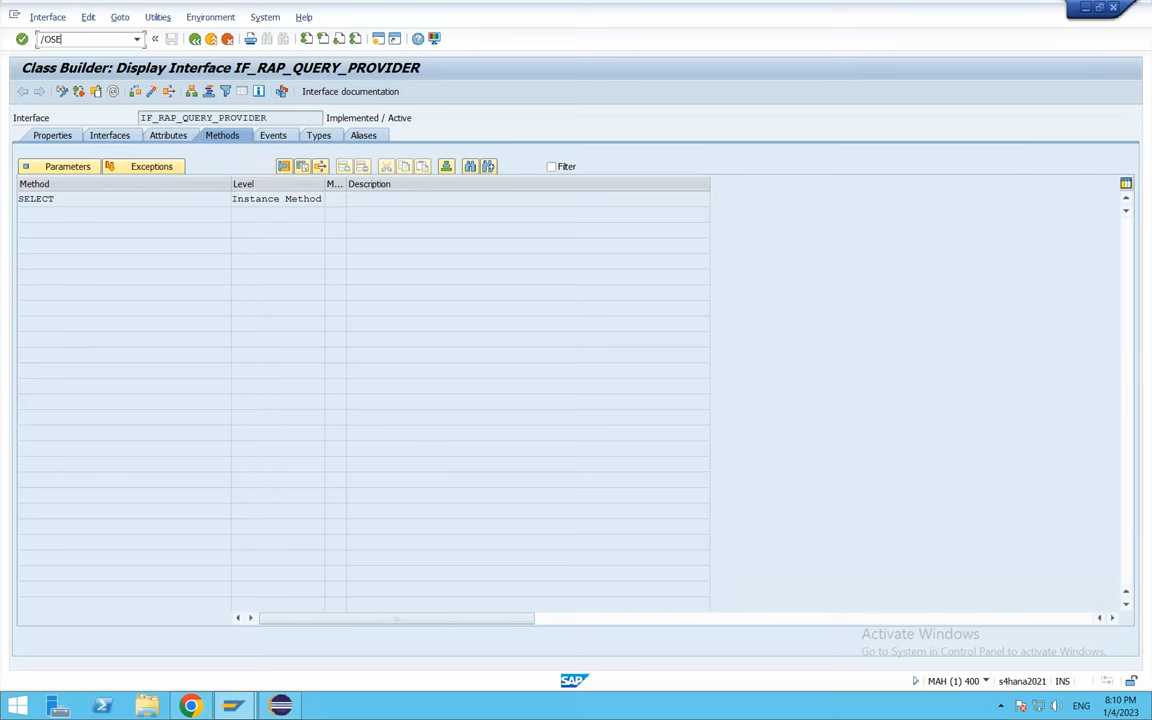 Interface Edit Goto Utilities Environment System Help
/OSE
Class Builder: Display Interface IF_RAP_QUERY_PROVIDER
Interface documentation
Interface IF_RAP_QUERY_PROVIDER Implemented / Active
Properties Interfaces Attributes Methods Events Types Aliases
Parameters Exceptions Filter
Method Level M... Description
SELECT Instance Method
Activate Windows
Go to System in Control Panel to activate Windows.
SAP MAH (1) 400 s4hana2021 INS
8:10 PM
ENG
1/4/2023